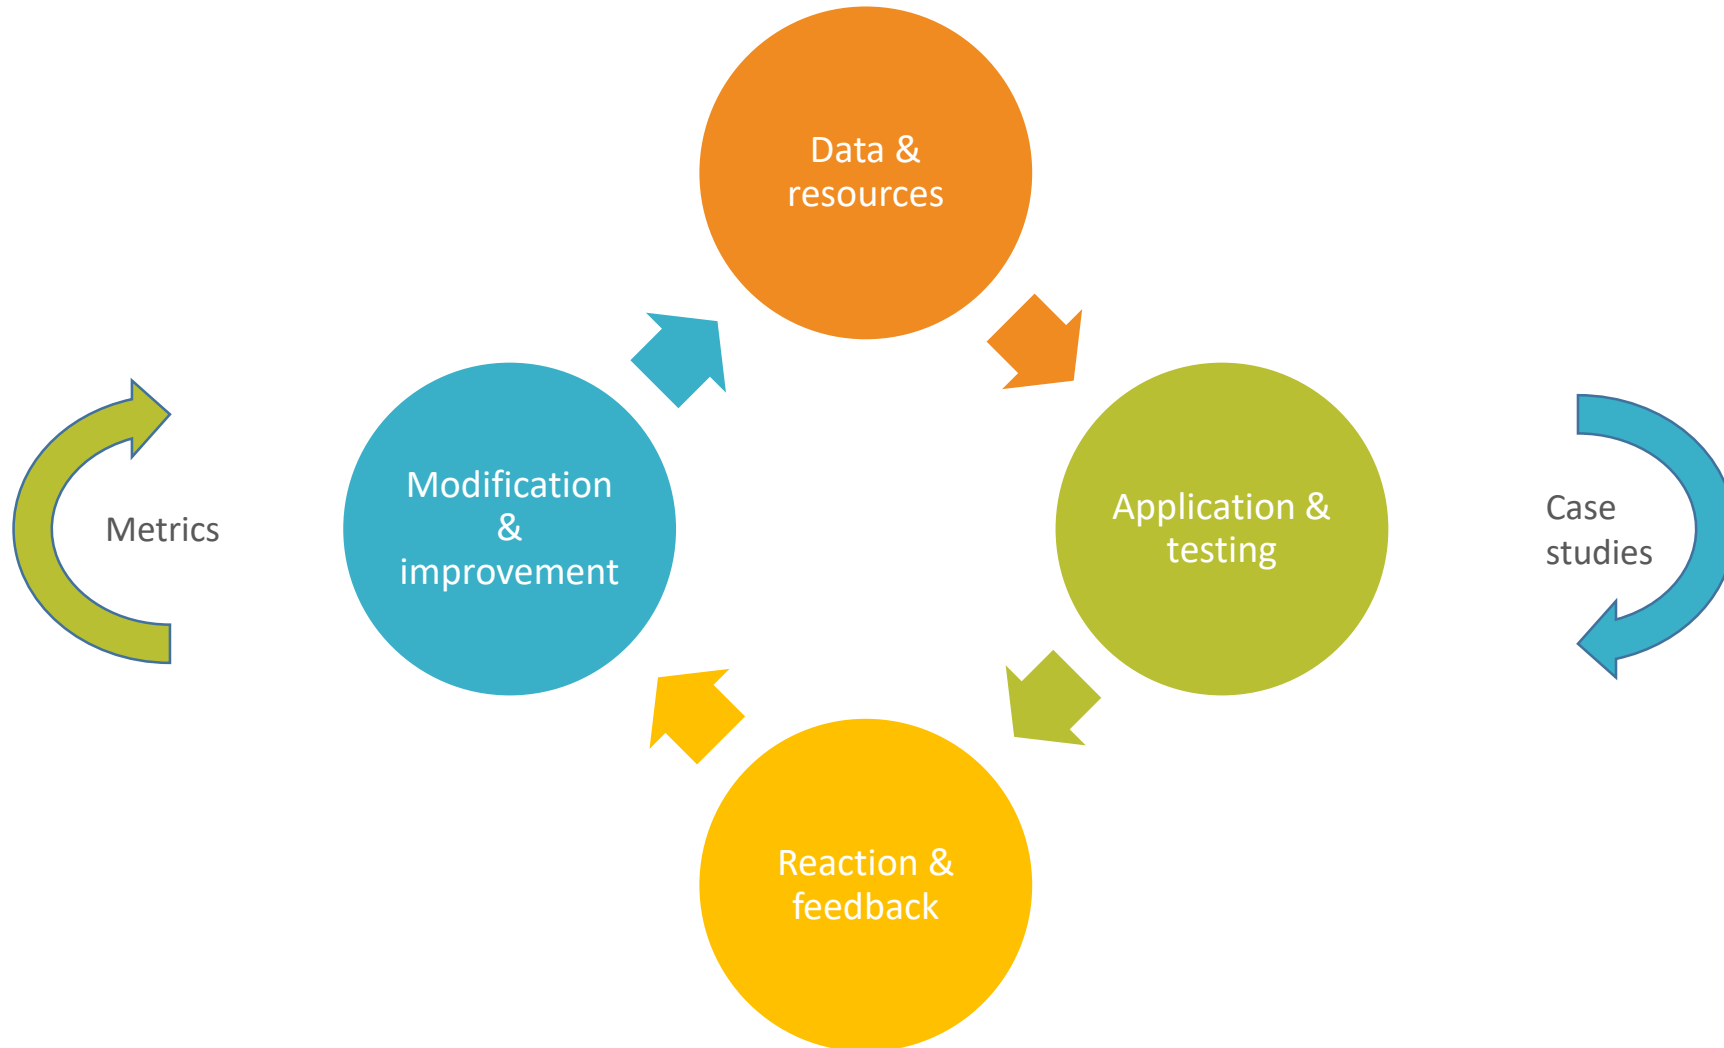 Data &
resources
Modification
&
improvement
Metrics
Application &
testing
Case
studies
Reaction &
feedback